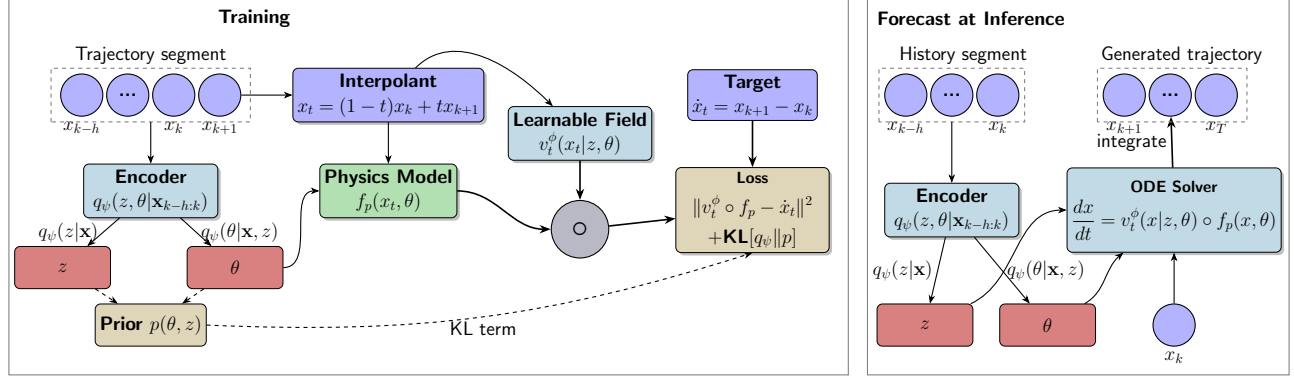 Training
Trajectory segment
...
x_{k-h}
x_k
x_{k+1}
Interpolant
x_t = (1 − t)x_k + tx_{k+1}
Target
ẋ_t = x_{k+1} − x_k
Learnable Field
v_t^ϕ(x_t|z, θ)
Encoder
q_ψ(z, θ|𝐱_{k-h:k})
Physics Model
f_p(x_t, θ)
Loss
‖v_t^ϕ ∘ f_p − ẋ_t‖²
+KL[q_ψ‖p]
∘
q_ψ(z|𝐱)
q_ψ(θ|𝐱, z)
z
θ
Prior p(θ, z)
KL term
Forecast at Inference
History segment
...
x_{k-h}
x_k
Generated trajectory
...
x_{k+1}
x_T
integrate
Encoder
q_ψ(z, θ|𝐱_{k-h:k})
ODE Solver
dx/dt = v_t^ϕ(x|z, θ) ∘ f_p(x, θ)
q_ψ(z|𝐱)
q_ψ(θ|𝐱, z)
z
θ
x_k